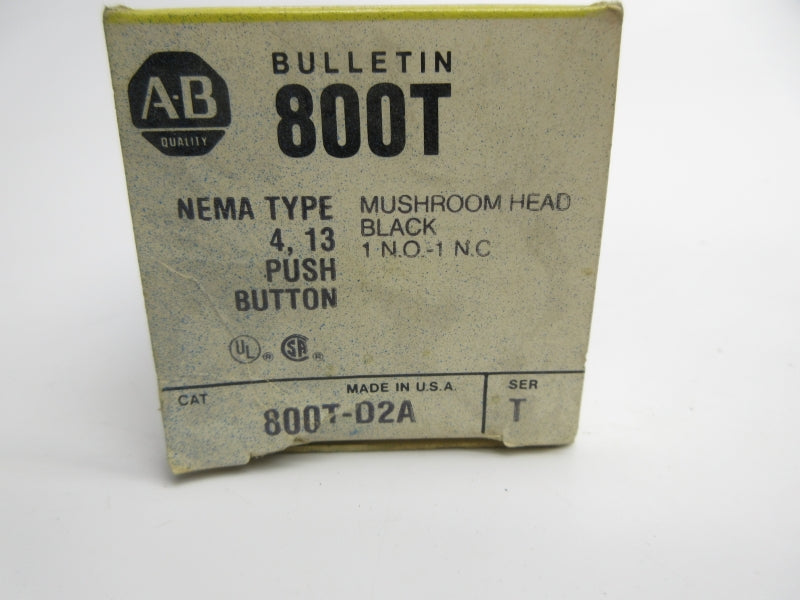 A-B
QUALITY
BULLETIN
800T
NEMA TYPE
4, 13
PUSH
BUTTON
MUSHROOM HEAD
BLACK
1 N.O.-1 N.C
UL ® SA ®
CAT
MADE IN U.S.A.
SER
800T-D2A
T